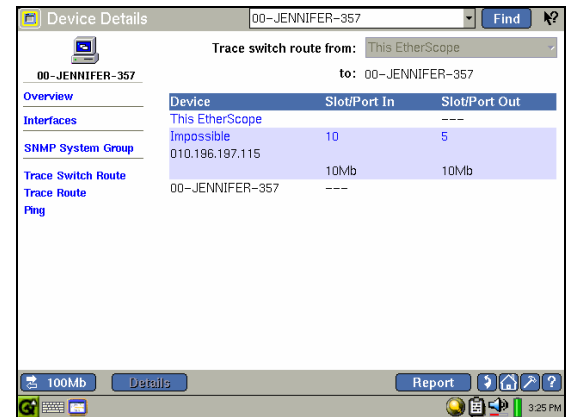 Device Details 00-JENNIFER-357 Find
Trace switch route from: This EtherScope
to: 00-JENNIFER-357
00-JENNIFER-357
Overview
Interfaces
SNMP System Group
Trace Switch Route
Trace Route
Ping
Device Slot/Port In Slot/Port Out
This EtherScope ---
Impossible 10 5
010.196.197.115
10Mb 10Mb
00-JENNIFER-357 ---
100Mb Details Report ?
3:25 PM